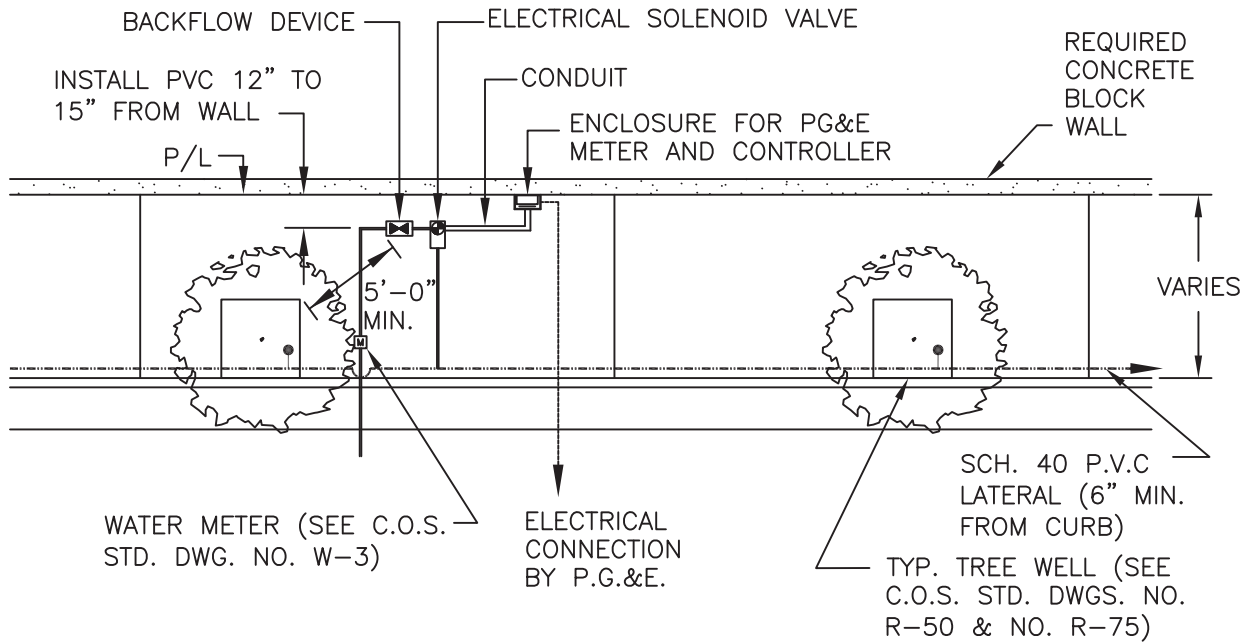 BACKFLOW DEVICE
ELECTRICAL SOLENOID VALVE
REQUIRED
CONCRETE
BLOCK
WALL
INSTALL PVC 12” TO
15” FROM WALL
CONDUIT
ENCLOSURE FOR PG&E
METER AND CONTROLLER
P/L
VARIES
5’-0”
MIN.
M
WATER METER (SEE C.O.S.
STD. DWG. NO. W-3)
ELECTRICAL
CONNECTION
BY P.G.&E.
SCH. 40 P.V.C
LATERAL (6” MIN.
FROM CURB)
TYP. TREE WELL (SEE
C.O.S. STD. DWGS. NO.
R-50 & NO. R-75)